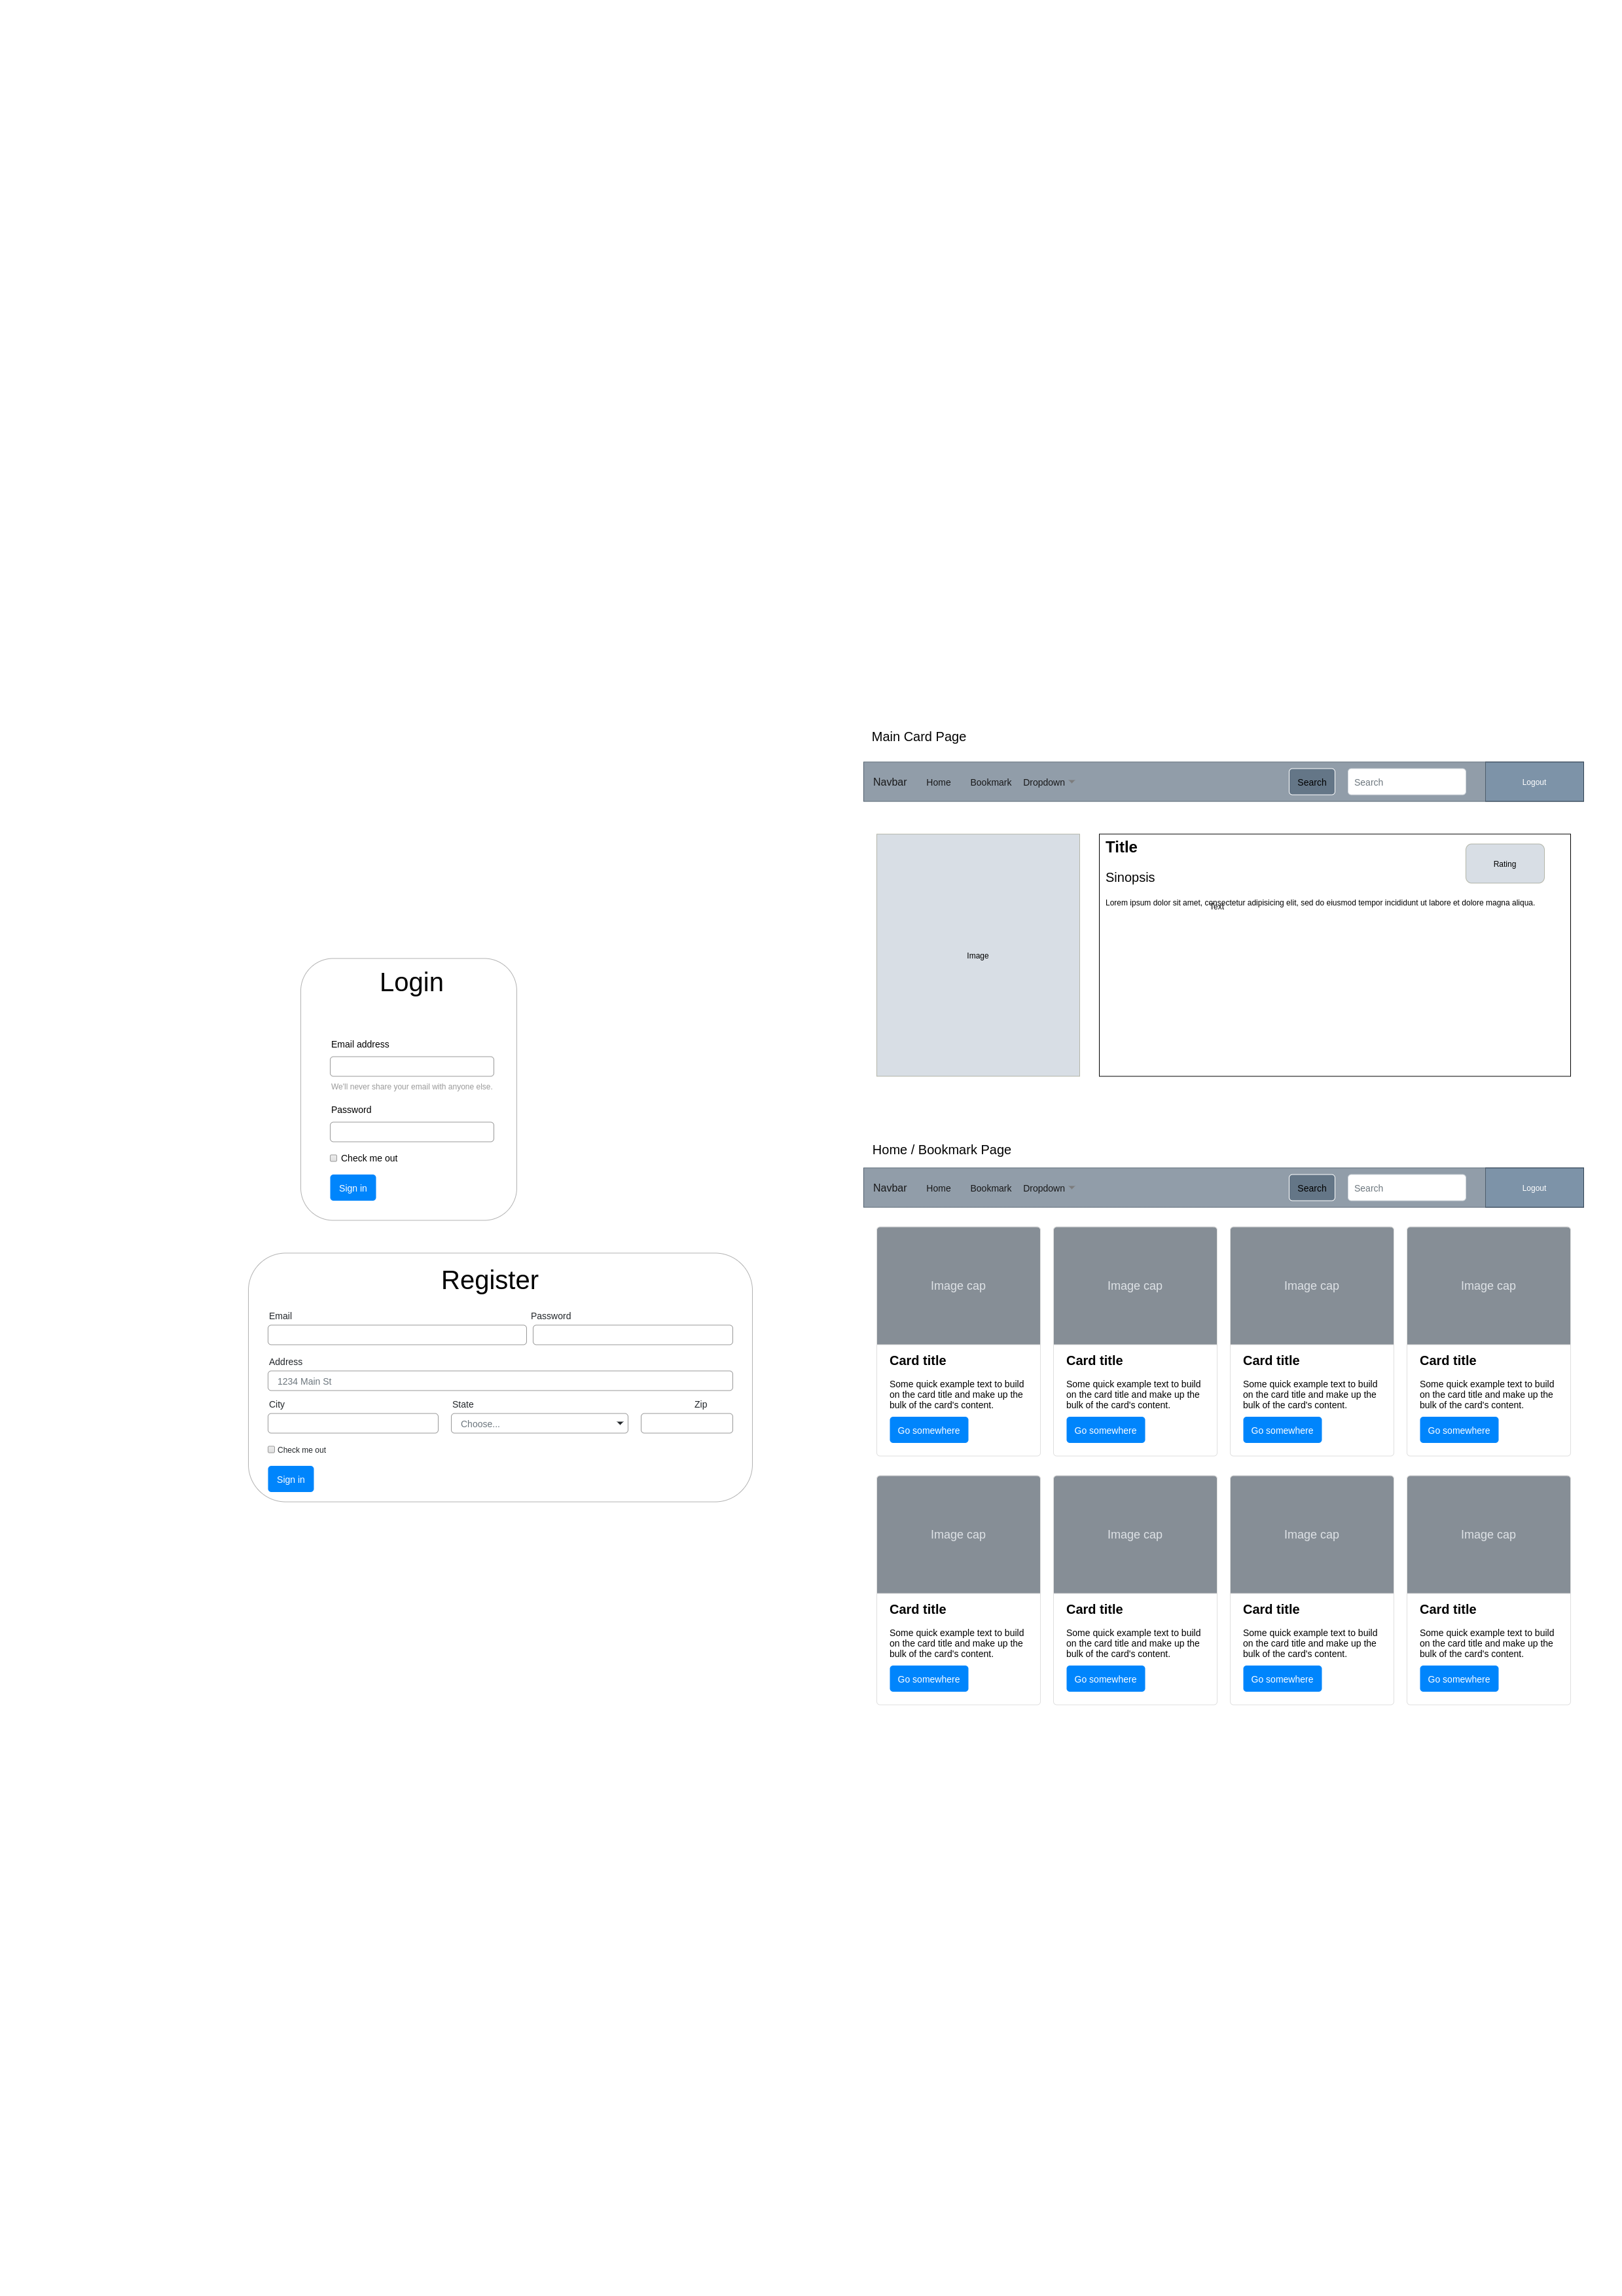 Main Card Page
Navbar Home Bookmark Dropdown Search Search Logout
Title
Rating
Sinopsis
Lorem ipsum dolor sit amet, consectetur adipisicing elit, sed do eiusmod tempor incididunt ut labore et dolore magna aliqua.
Text
Image
Login
Email address
We'll never share your email with anyone else.
Password
Check me out
Sign in
Register
Email Password
Address
1234 Main St
City State Zip
Choose...
Check me out
Sign in
Home / Bookmark Page
Navbar Home Bookmark Dropdown Search Search Logout
Image cap Image cap Image cap Image cap
Card title Card title Card title Card title
Some quick example text to build Some quick example text to build Some quick example text to build Some quick example text to build
on the card title and make up the on the card title and make up the on the card title and make up the on the card title and make up the
bulk of the card's content. bulk of the card's content. bulk of the card's content. bulk of the card's content.
Go somewhere Go somewhere Go somewhere Go somewhere
Image cap Image cap Image cap Image cap
Card title Card title Card title Card title
Some quick example text to build Some quick example text to build Some quick example text to build Some quick example text to build
on the card title and make up the on the card title and make up the on the card title and make up the on the card title and make up the
bulk of the card's content. bulk of the card's content. bulk of the card's content. bulk of the card's content.
Go somewhere Go somewhere Go somewhere Go somewhere